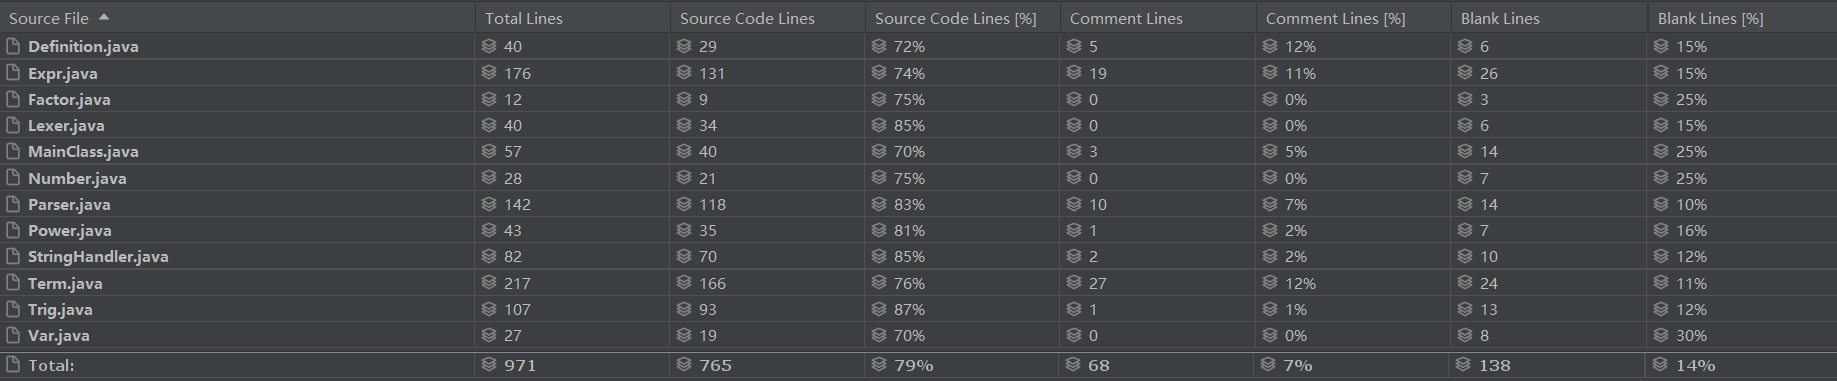 Source File Total Lines Source Code Lines Source Code Lines [%] Comment Lines Comment Lines [%] Blank Lines Blank Lines [%]
Definition.java 40 29 72% 5 12% 6 15%
Expr.java 176 131 74% 19 11% 26 15%
Factor.java 12 9 75% 0 0% 3 25%
Lexer.java 40 34 85% 0 0% 6 15%
MainClass.java 57 40 70% 3 5% 14 25%
Number.java 28 21 75% 0 0% 7 25%
Parser.java 142 118 83% 10 7% 14 10%
Power.java 43 35 81% 1 2% 7 16%
StringHandler.java 82 70 85% 2 2% 10 12%
Term.java 217 166 76% 27 12% 24 11%
Trig.java 107 93 87% 1 1% 13 12%
Var.java 27 19 70% 0 0% 8 30%
Total: 971 765 79% 68 7% 138 14%